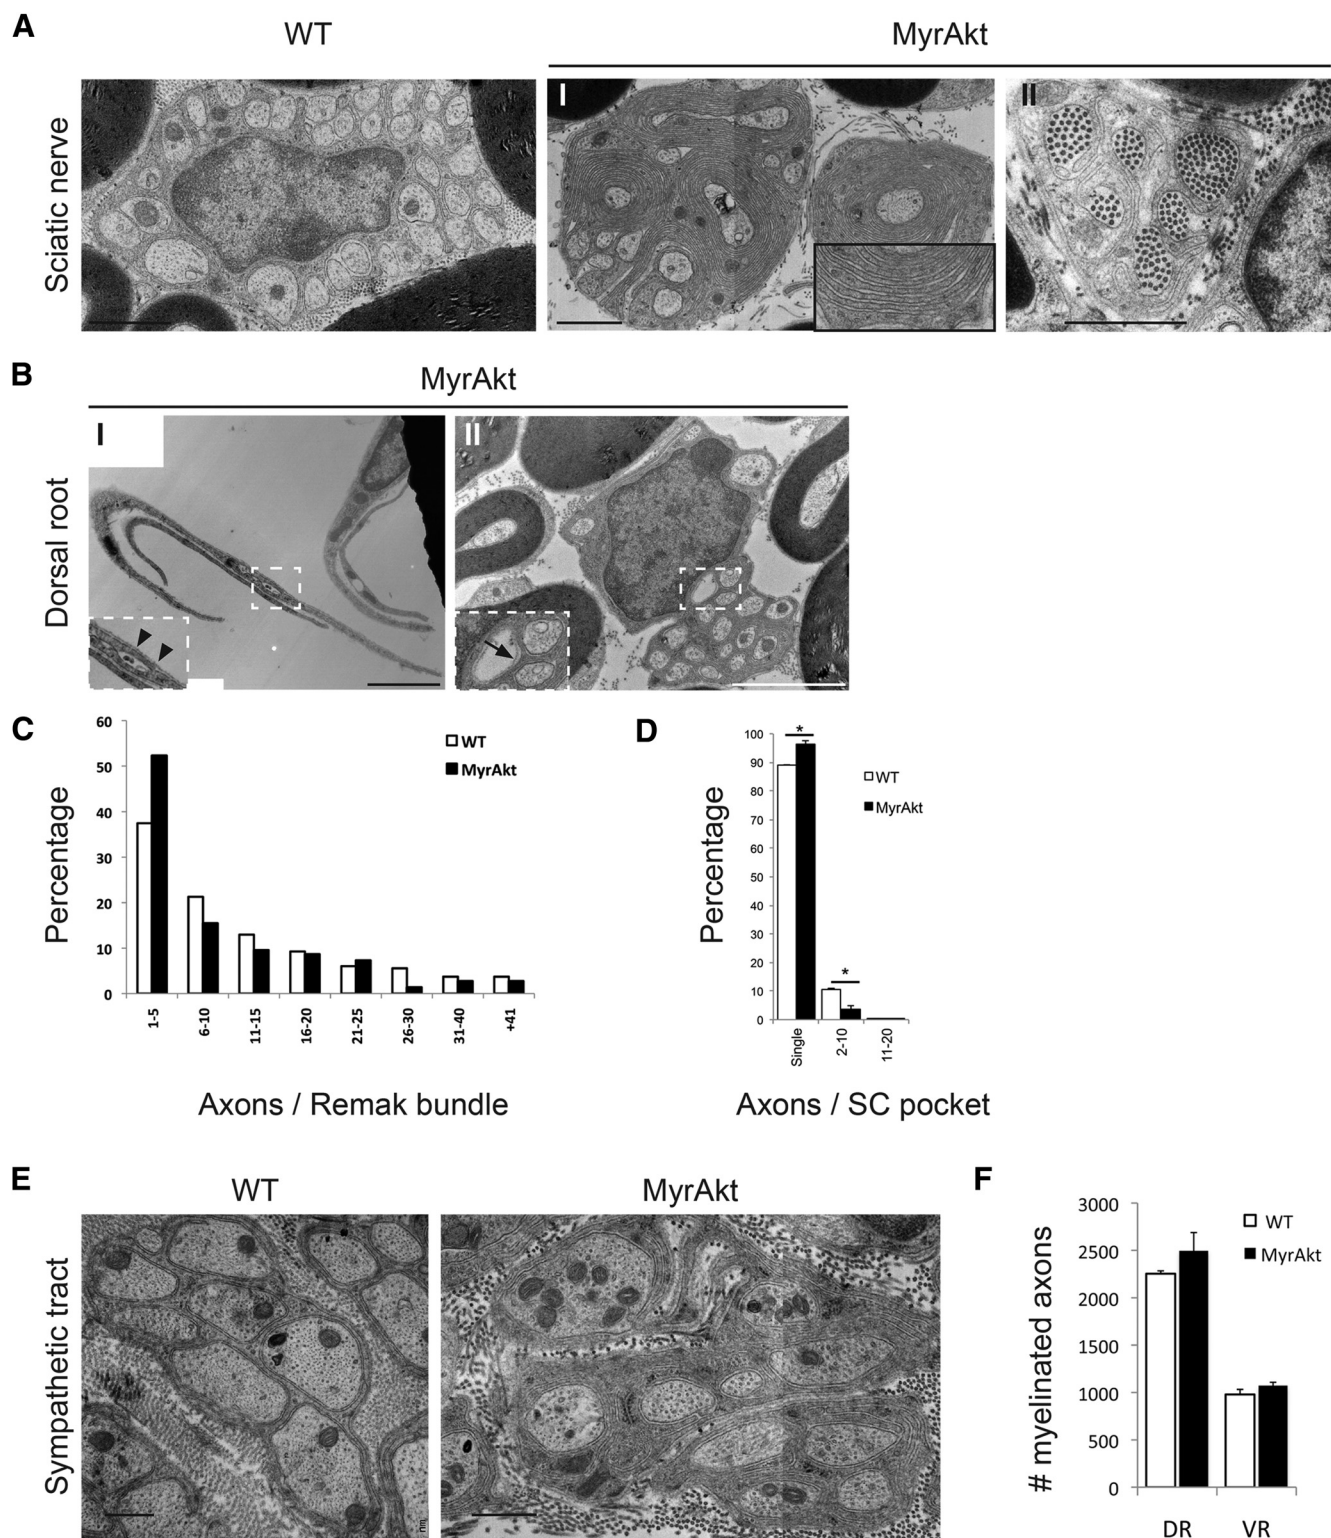 A
WT
MyrAkt
Sciatic nerve
I
II
B
MyrAkt
Dorsal root
I
II
C
Percentage
60
50
40
30
20
10
0
WT
MyrAkt
1-5
6-10
11-15
16-20
21-25
26-30
31-40
+41
Axons / Remak bundle
D
Percentage
100
90
80
70
60
50
40
30
20
10
0
*
*
WT
MyrAkt
Single
2-10
11-20
Axons / SC pocket
E
WT
MyrAkt
Sympathetic tract
nm
F
# myelinated axons
3000
2500
2000
1500
1000
500
0
WT
MyrAkt
DR
VR